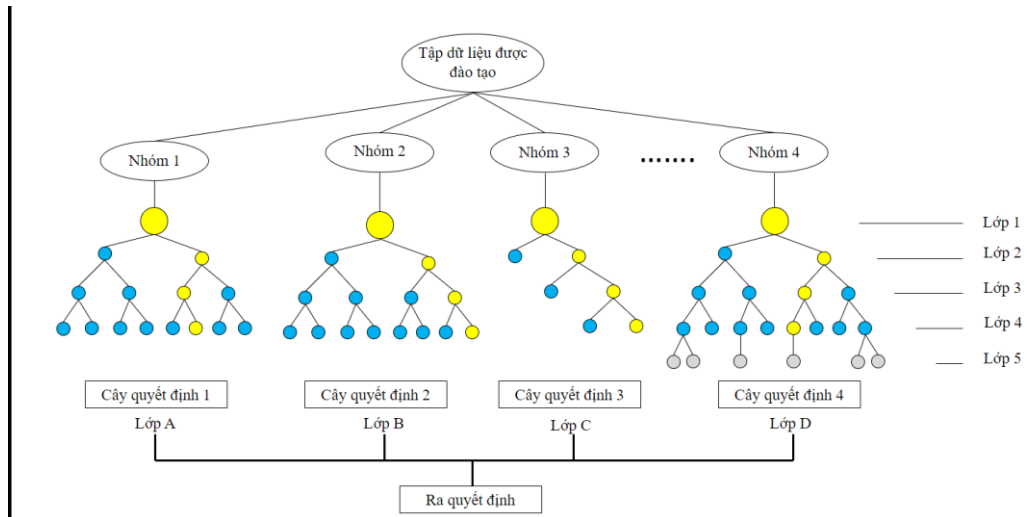 Tập dữ liệu được
đào tạo
Nhóm 1
Nhóm 2
Nhóm 3
.......
Nhóm 4
Lớp 1
Lớp 2
Lớp 3
Lớp 4
Lớp 5
Cây quyết định 1
Cây quyết định 2
Cây quyết định 3
Cây quyết định 4
Lớp A
Lớp B
Lớp C
Lớp D
Ra quyết định